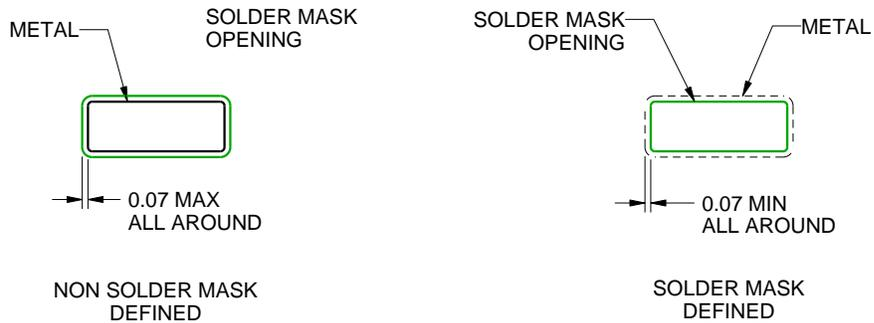 METAL
SOLDER MASK
OPENING
0.07 MAX
ALL AROUND
NON SOLDER MASK
DEFINED
SOLDER MASK
OPENING
METAL
0.07 MIN
ALL AROUND
SOLDER MASK
DEFINED